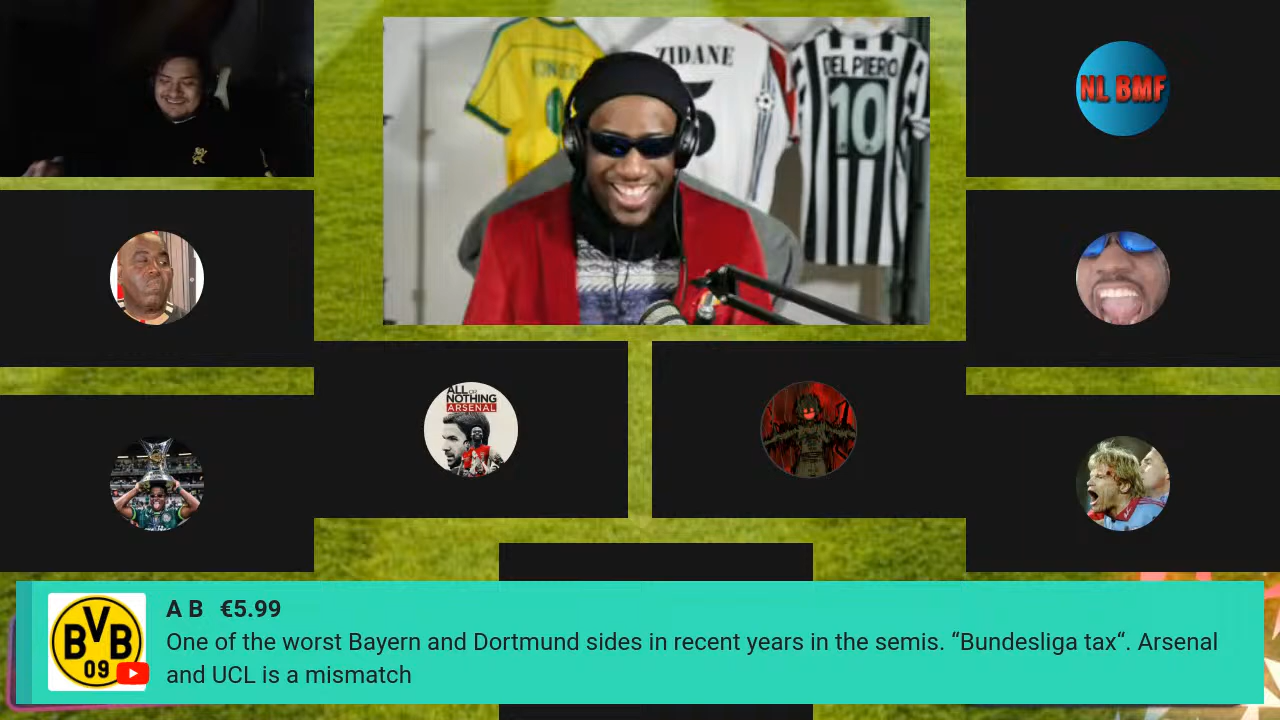 ZIDANE
DEL PIERO
10
NL BMF
ALL OR
NOTHING
ARSENAL
BVB
09
A B €5.99
One of the worst Bayern and Dortmund sides in recent years in the semis. “Bundesliga tax“. Arsenal
and UCL is a mismatch